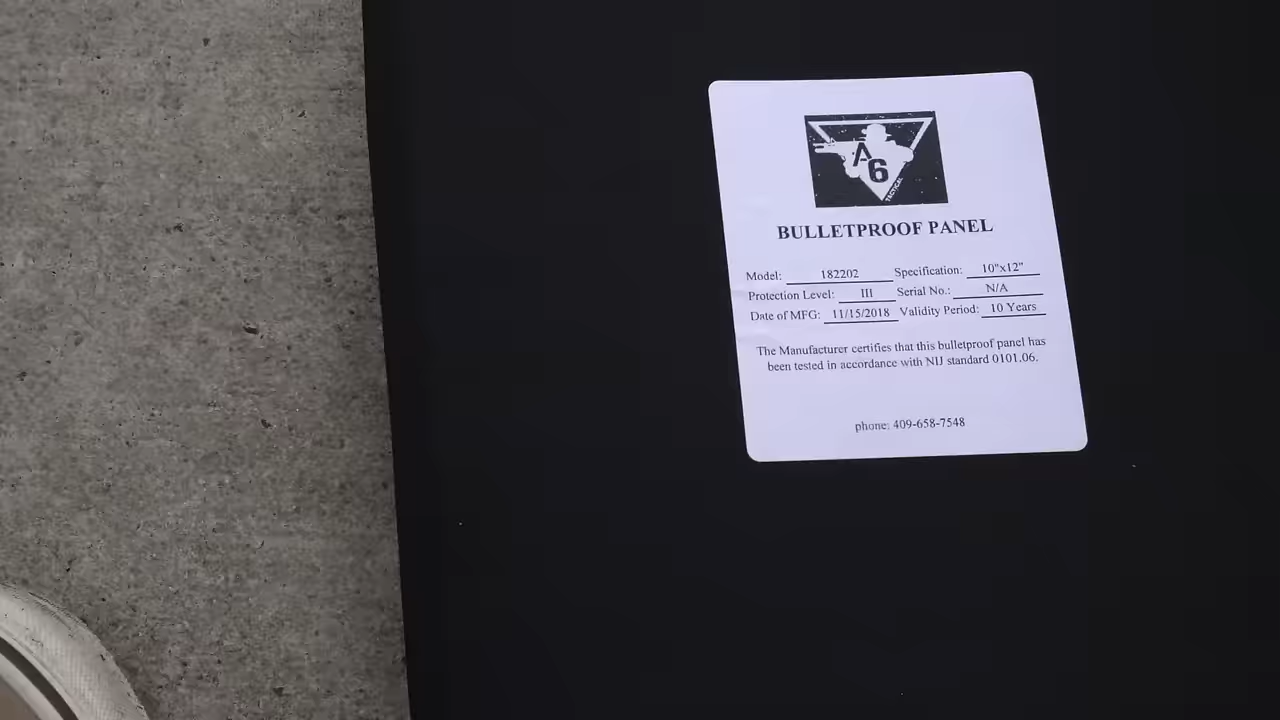 A
6
TACTICAL
BULLETPROOF PANEL
Model: 182202 Specification: 10"x12"
Protection Level: III Serial No.: N/A
Date of MFG: 11/15/2018 Validity Period: 10 Years
The Manufacturer certifies that this bulletproof panel has
been tested in accordance with NIJ standard 0101.06.
phone: 409-658-7548